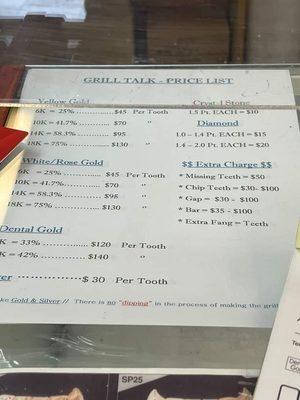 GRILL TALK - PRICE LIST
Yellow Gold
6K = 25% ................ $45 Per Tooth
10K = 41.7% ............ $70 "
14K = 58.3% ............ $95
18K = 75% ............... $130 "
White/Rose Gold
6K = 25% ................ $45 Per Tooth
10K = 41.7% ............ $70 "
14K = 58.3% ............ $95 "
18K = 75% ............... $130 "
Dental Gold
K = 33% ............... $120 Per Tooth
K = 42% ............... $140 "
er ............... $ 30 Per Tooth
ke Gold & Silver // There is no "dipping" in the process of making the gril
Cryst l Stone
1.5 Pt. EACH = $10
Diamond
1.0 – 1.4 Pt. EACH = $15
1.4 – 2.0 Pt. EACH = $20
$$ Extra Charge $$
* Missing Teeth = $50
* Chip Teeth = $30- $100
* Gap = $30 - $100
* Bar = $35 - $100
* Extra Fang = Teeth
SP25